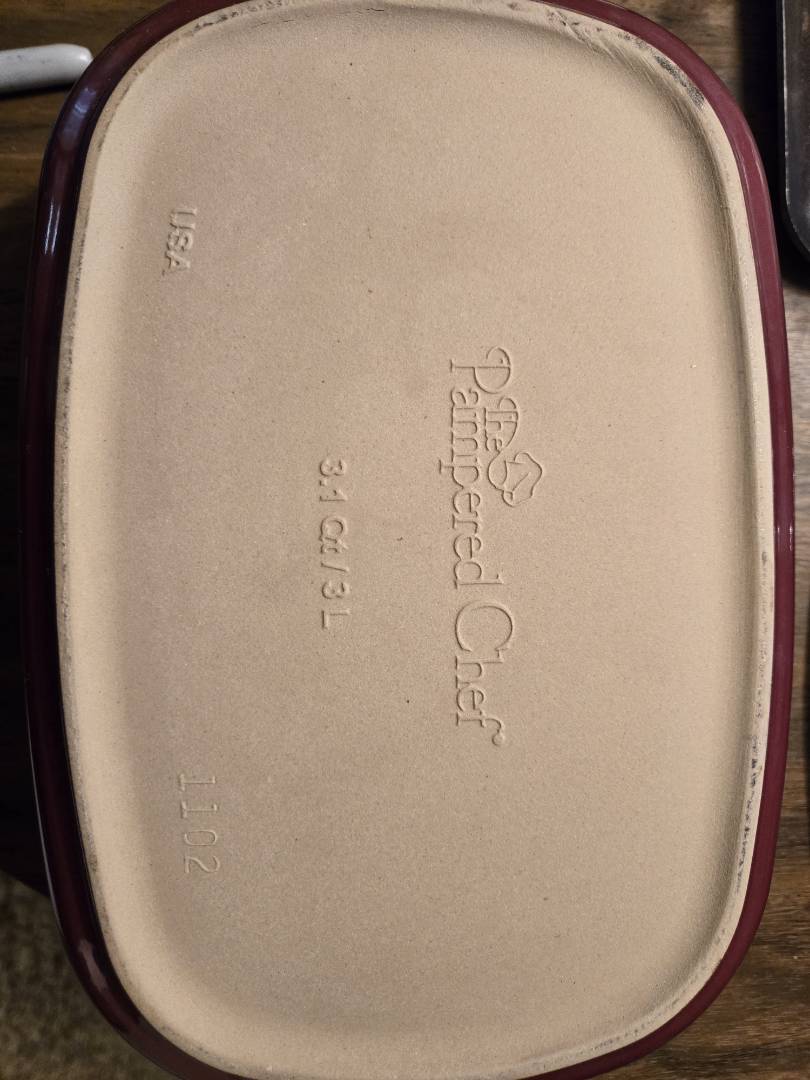 The
Pampered Chef®
3.1 Qt / 3 L
USA
1102